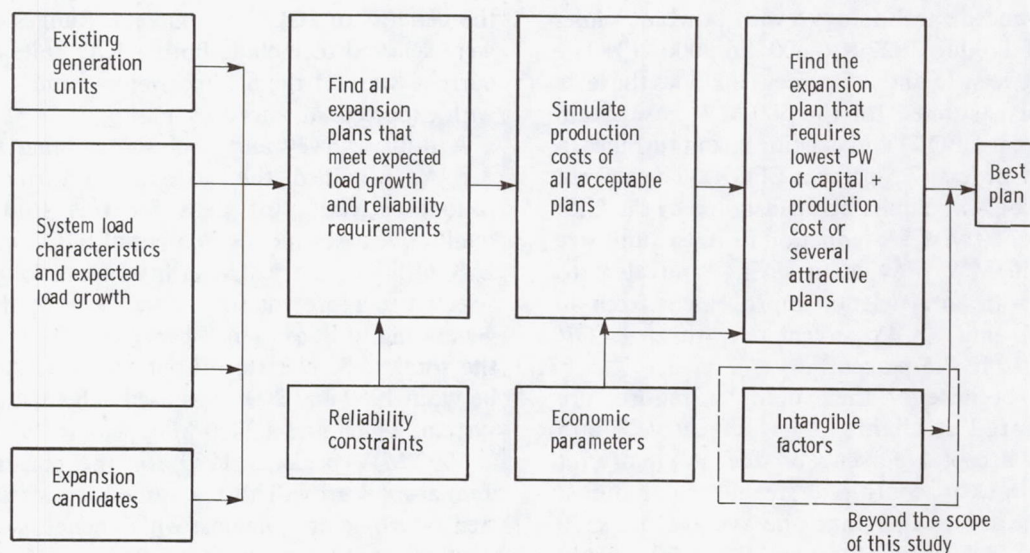 Existing
generation
units
System load
characteristics
and expected
load growth
Expansion
candidates
Find all
expansion
plans that
meet expected
load growth
and reliability
requirements
Reliability
constraints
Simulate
production
costs of
all acceptable
plans
Economic
parameters
Find the
expansion
plan that
requires
lowest PW
of capital
production
cost or
several
attractive
plans
Best
plan
Intangible
factors
Beyond the scope
of this study